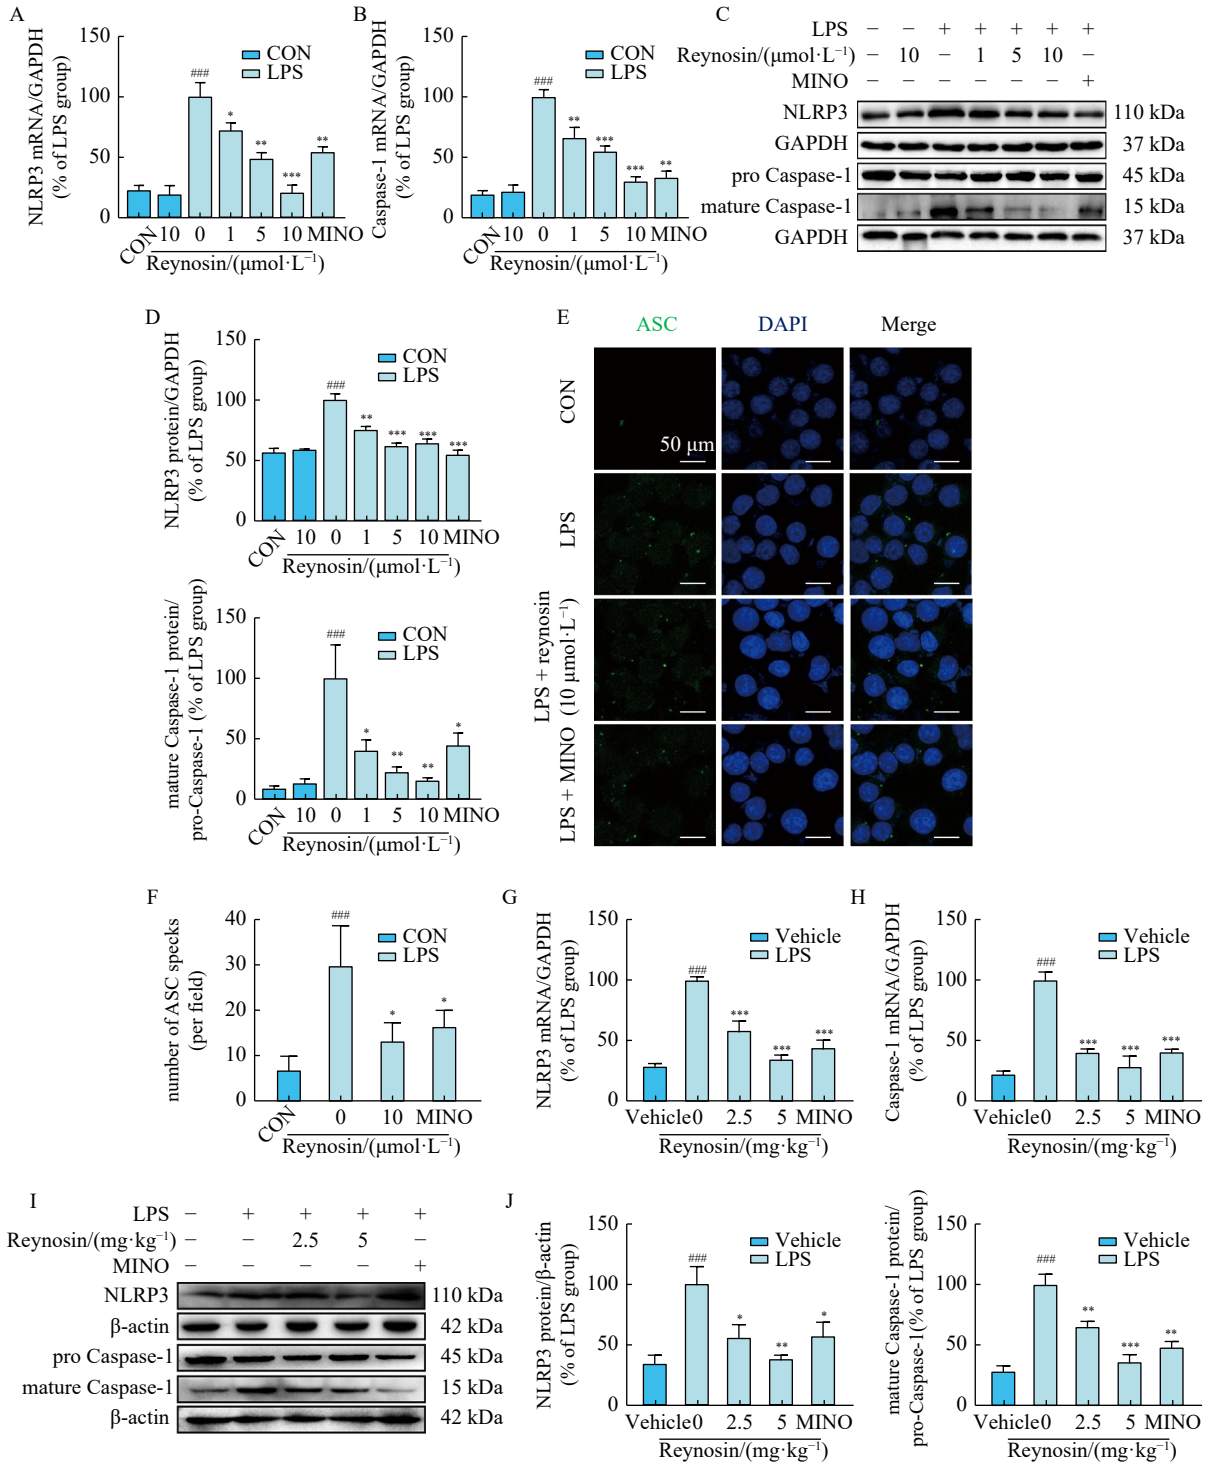 A
NLRP3 mRNA/GAPDH
(% of LPS group)
150
100
50
0
CON
LPS
###
*
**
***
**
CON 10 0 1 5 10 MINO
Reynosin/(μmol·L⁻¹)
B
Caspase-1 mRNA/GAPDH
(% of LPS group)
150
100
50
0
CON
LPS
###
**
***
***
**
CON 10 0 1 5 10 MINO
Reynosin/(μmol·L⁻¹)
C
LPS − − + + + + +
Reynosin/(μmol·L⁻¹) − 10 − 1 5 10 −
MINO − − − − − − +
NLRP3 110 kDa
GAPDH 37 kDa
pro Caspase-1 45 kDa
mature Caspase-1 15 kDa
GAPDH 37 kDa
D
NLRP3 protein/GAPDH
(% of LPS group)
150
100
50
0
CON
LPS
###
**
***
***
***
CON 10 0 1 5 10 MINO
Reynosin/(μmol·L⁻¹)
mature Caspase-1 protein/
pro-Caspase-1 (% of LPS group)
150
100
50
0
CON
LPS
###
*
**
**
*
CON 10 0 1 5 10 MINO
Reynosin/(μmol·L⁻¹)
E
ASC DAPI Merge
CON
50 μm
LPS
LPS + reynosin
(10 μmol·L⁻¹)
LPS + MINO
F
number of ASC specks
(per field)
40
30
20
10
0
CON
LPS
###
*
*
CON 0 10 MINO
Reynosin/(μmol·L⁻¹)
G
NLRP3 mRNA/GAPDH
(% of LPS group)
150
100
50
0
Vehicle
LPS
###
***
***
***
Vehicle 0 2.5 5 MINO
Reynosin/(mg·kg⁻¹)
H
Caspase-1 mRNA/GAPDH
(% of LPS group)
150
100
50
0
Vehicle
LPS
###
***
***
***
Vehicle 0 2.5 5 MINO
Reynosin/(mg·kg⁻¹)
I
LPS − + + + +
Reynosin/(mg·kg⁻¹) − − 2.5 5 −
MINO − − − − +
NLRP3 110 kDa
β-actin 42 kDa
pro Caspase-1 45 kDa
mature Caspase-1 15 kDa
β-actin 42 kDa
J
NLRP3 protein/β-actin
(% of LPS group)
150
100
50
0
Vehicle
LPS
###
*
**
*
Vehicle 0 2.5 5 MINO
Reynosin/(mg·kg⁻¹)
mature Caspase-1 protein/
pro-Caspase-1(% of LPS group)
150
100
50
0
Vehicle
LPS
###
**
***
**
Vehicle 0 2.5 5 MINO
Reynosin/(mg·kg⁻¹)